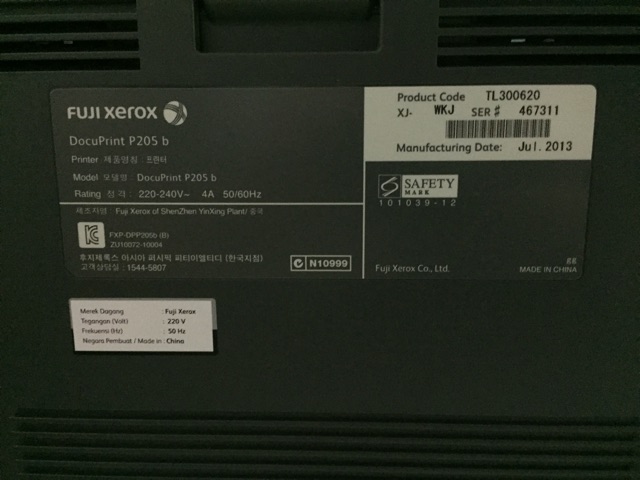 FUJI xerox
DocuPrint P205 b
Printer 제품명칭 : 프린터
Model 모델명 : DocuPrint P205 b
Rating 정격 : 220-240V~ 4A 50/60Hz
제조자명 : Fuji Xerox of ShenZhen YinXing Plant/ 중국
FXP-DPP205b (B)
ZU10072-10004
후지제록스 아시아 퍼시픽 피티이엘티디 (한국지점)
고객상담실 : 1544-5807
N10999
Product Code TL300620
XJ- WKJ SER # 467311
Manufacturing Date: Jul. 2013
SAFETY
MARK
101039-12
gg
Fuji Xerox Co., Ltd.
MADE IN CHINA
Merek Dagang : Fuji Xerox
Tegangan (Volt) : 220 V
Frekuensi (Hz) : 50 Hz
Negara Pembuat / Made in : China